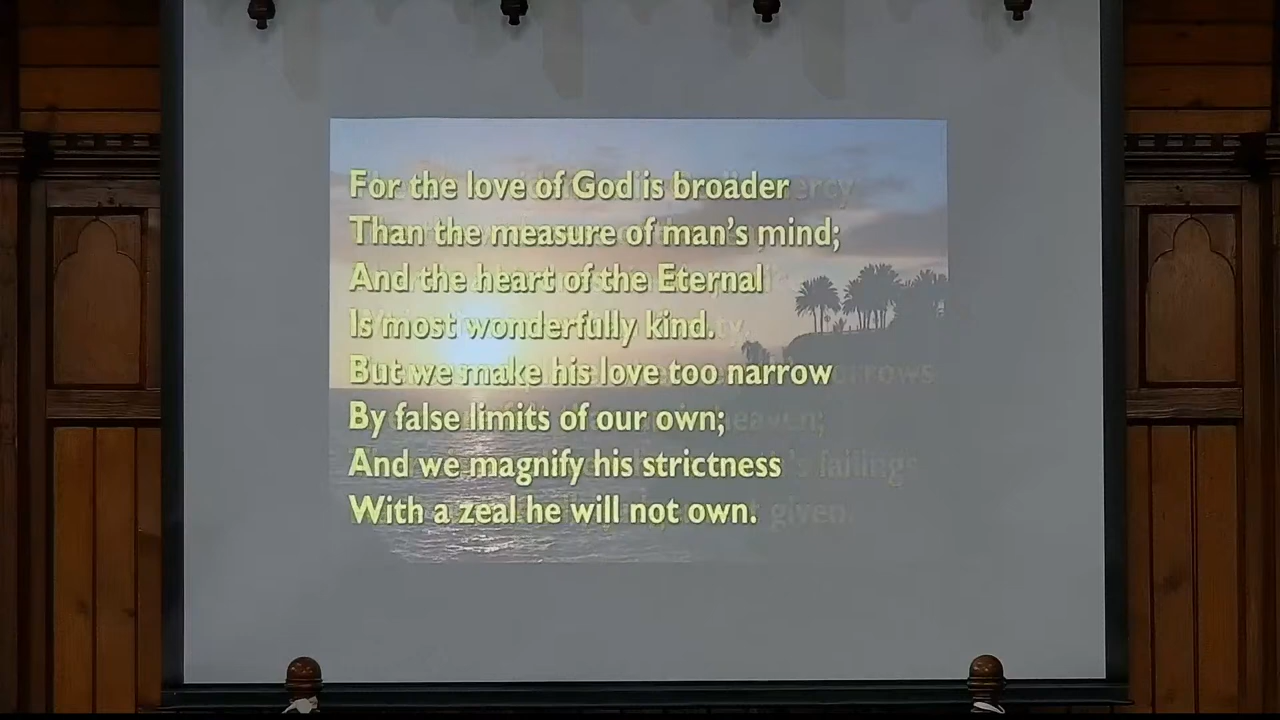 For the love of God is broader
Than the measure of man's mind;
And the heart of the Eternal
Is most wonderfully kind.
But we make his love too narrow
By false limits of our own;
And we magnify his strictness
With a zeal he will not own.